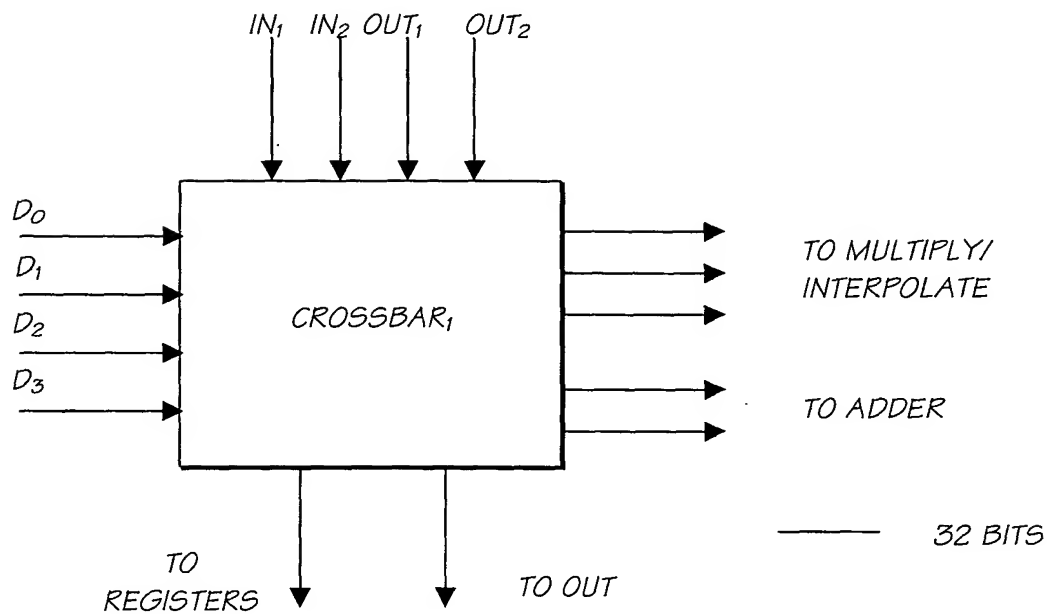 IN₁ IN₂ OUT₁ OUT₂
D₀
D₁
D₂
D₃
CROSSBAR₁
TO MULTIPLY/
INTERPOLATE
TO ADDER
TO
REGISTERS
TO OUT
32 BITS